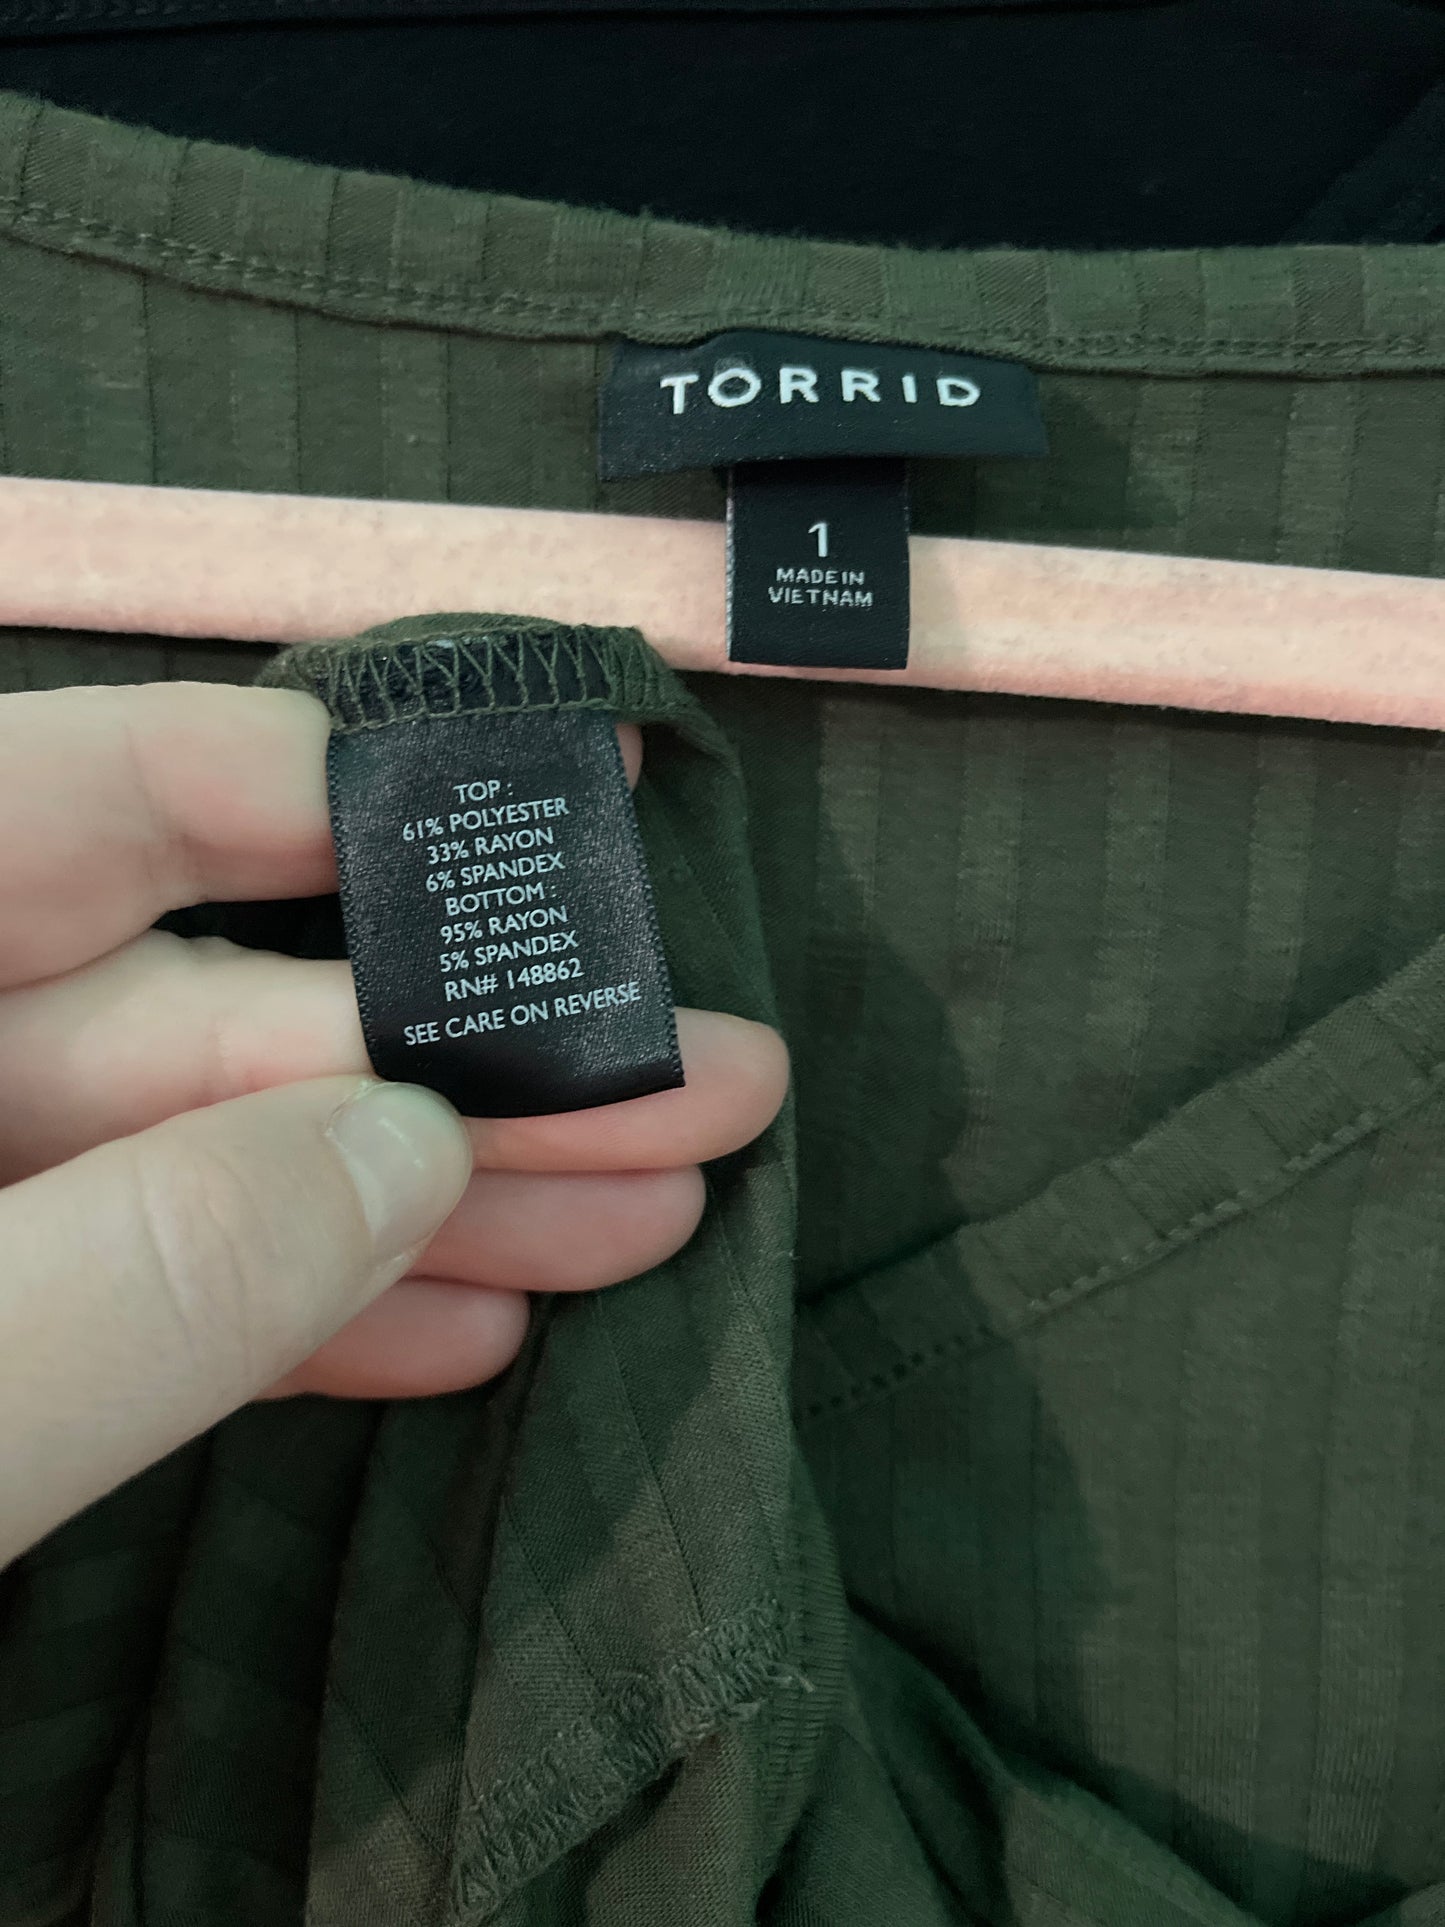 TORRID
1
MADE IN
VIETNAM
TOP :
61% POLYESTER
33% RAYON
6% SPANDEX
BOTTOM :
95% RAYON
5% SPANDEX
RN# 148862
SEE CARE ON REVERSE